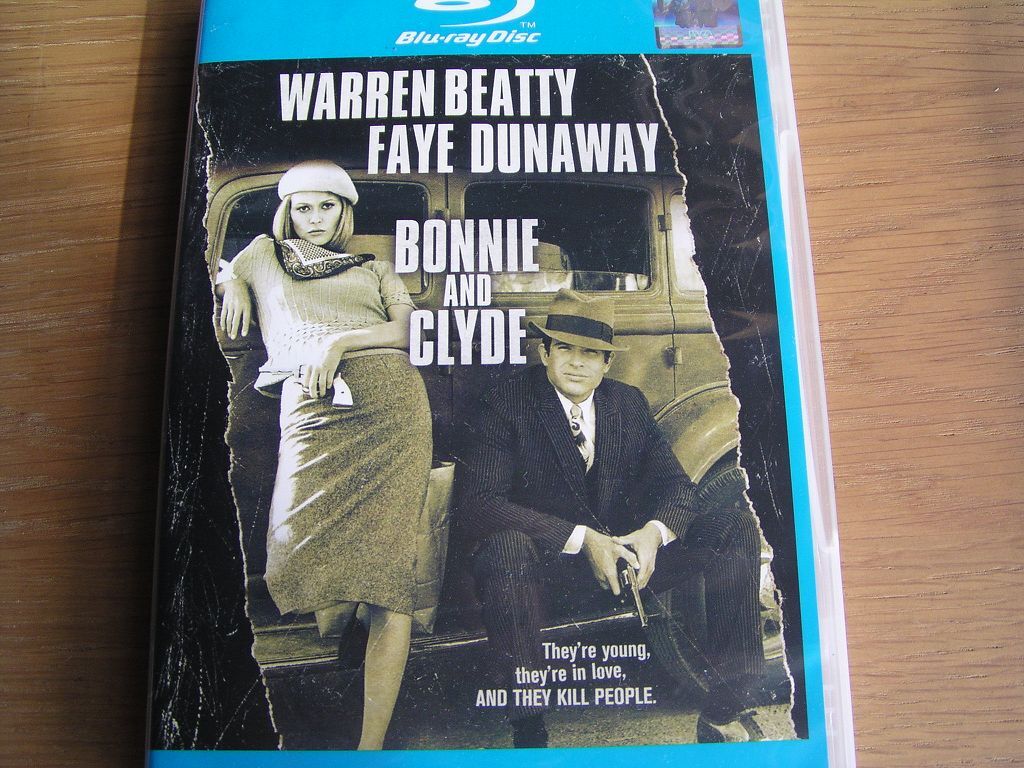 TM
Blu-ray Disc
WARREN BEATTY
FAYE DUNAWAY
BONNIE
AND
CLYDE
They're young,
they're in love,
AND THEY KILL PEOPLE.